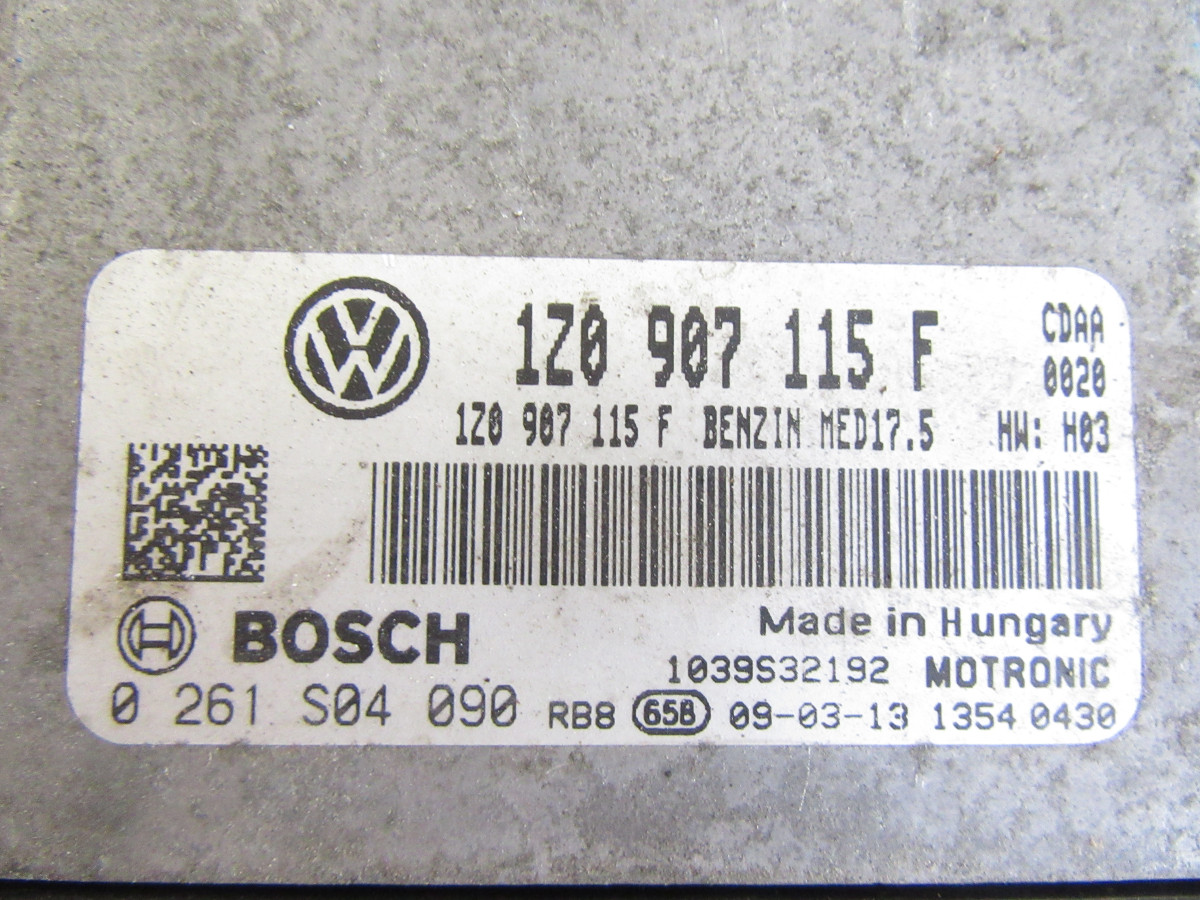 1Z0 907 115 F CDAA
0020
1Z0 907 115 F BENZIN MED17.5 HW: H03
BOSCH Made in Hungary
1039S32192 MOTRONIC
0 261 S04 090 RB8 65B 09-03-13 1354 0430